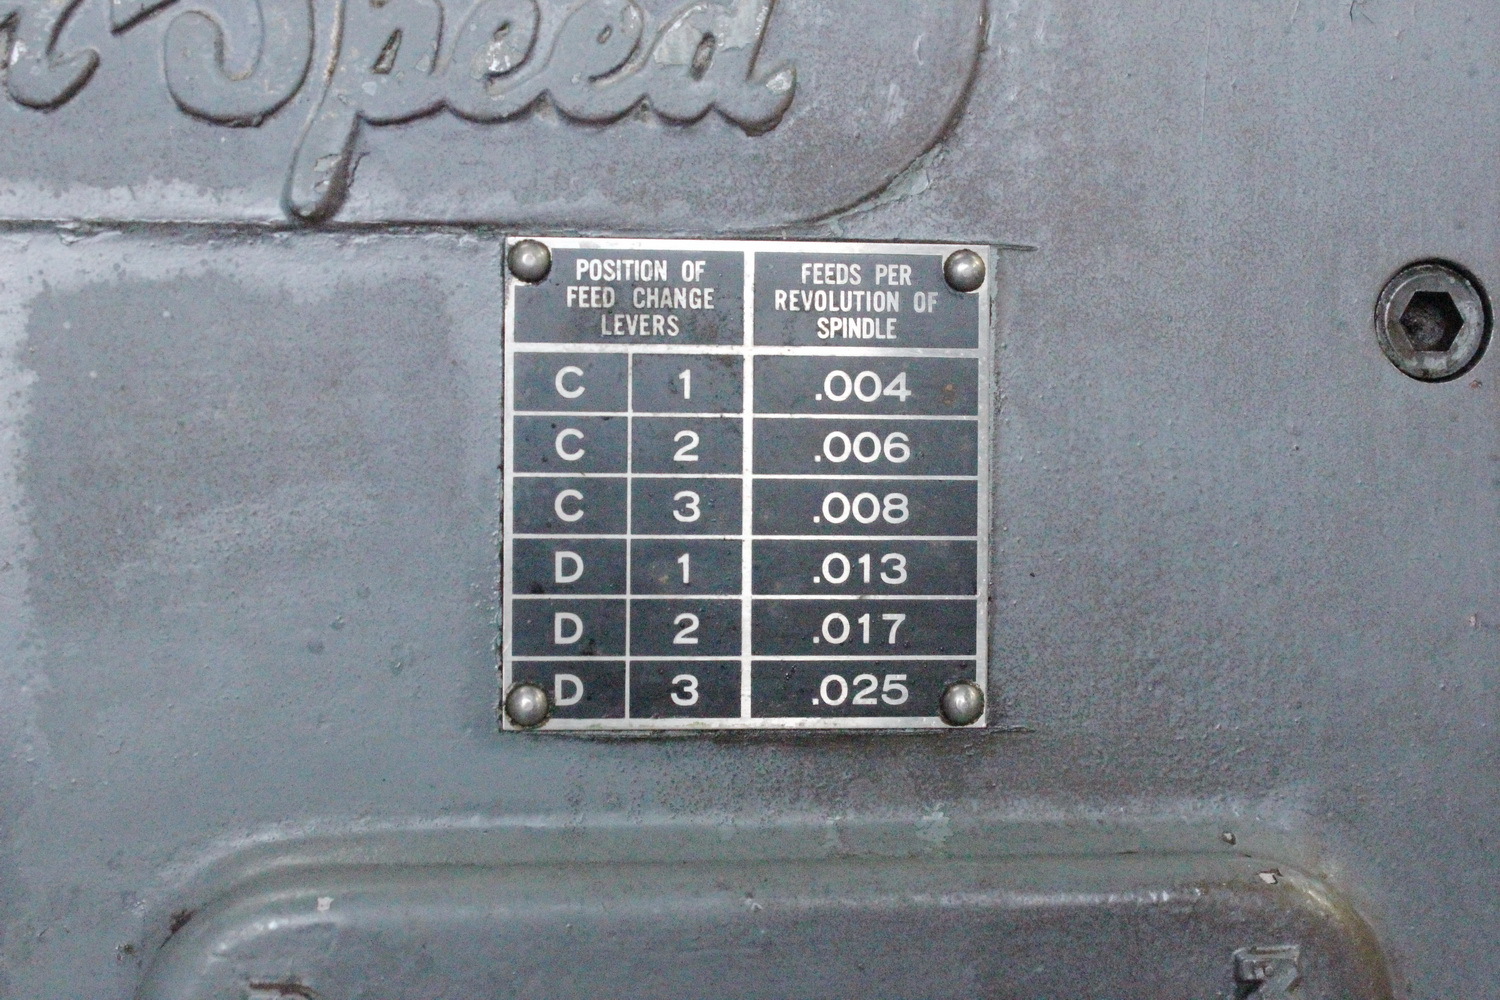 Speed
POSITION OF
FEED CHANGE
LEVERS
FEEDS PER
REVOLUTION OF
SPINDLE
C 1 .004
C 2 .006
C 3 .008
D 1 .013
D 2 .017
D 3 .025